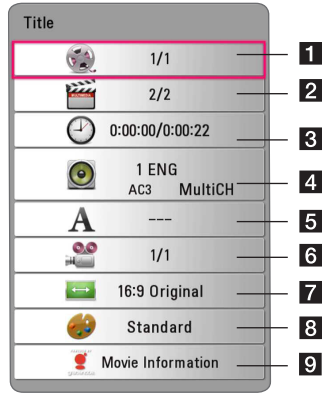 Title
1/1
1
2/2
2
0:00:00/0:00:22
3
1 ENG
AC3 MultiCH
4
A
---
5
1/1
6
16:9 Original
7
Standard
8
Movie Information
9